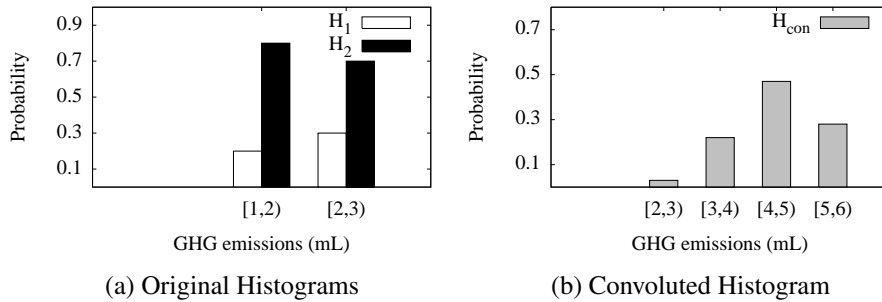 Probability
0.9
0.7
0.5
0.3
0.1
H1
H2
[1,2)
[2,3)
GHG emissions (mL)
(a) Original Histograms
Probability
0.7
0.5
0.3
0.1
Hcon
[2,3)
[3,4)
[4,5)
[5,6)
GHG emissions (mL)
(b) Convoluted Histogram